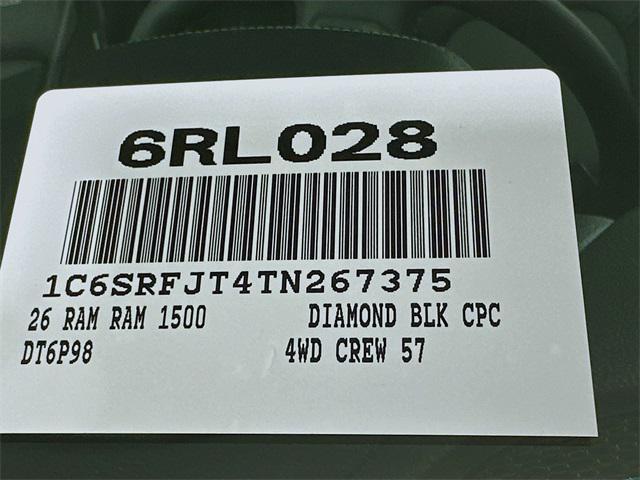 6RL028
1C6SRFJT4TN267375
26 RAM RAM 1500 DIAMOND BLK CPC
DT6P98 4WD CREW 57